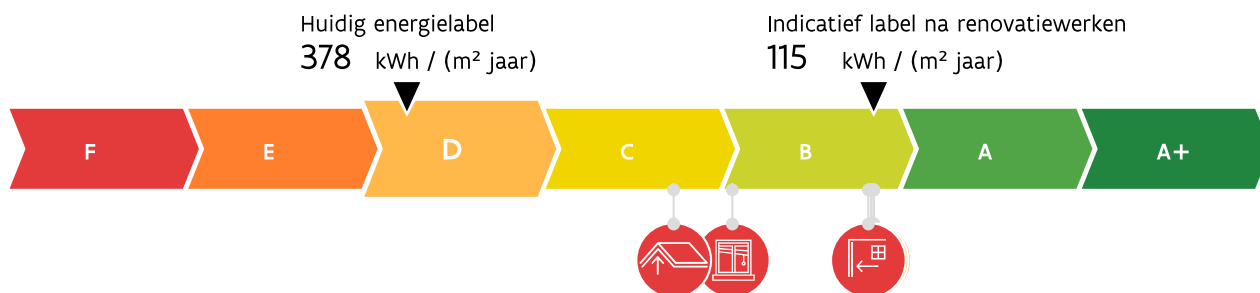 Huidig energielabel
378 kWh / (m² jaar)
Indicatief label na renovatiewerken
115 kWh / (m² jaar)
F E D C B A A+